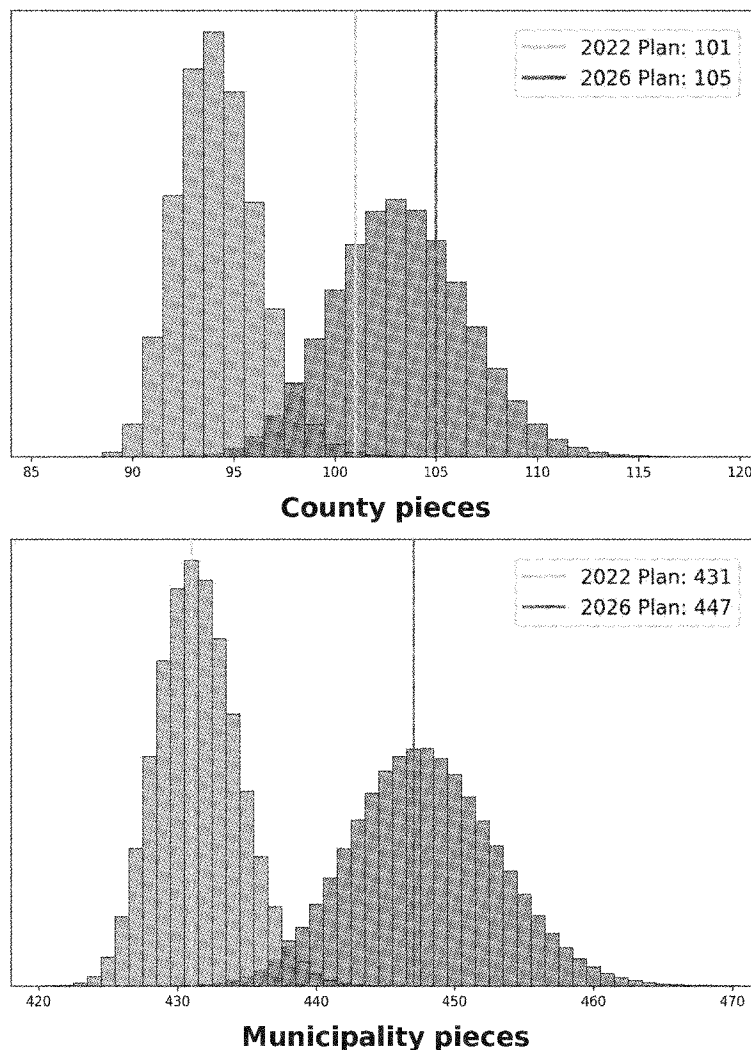 2022 Plan: 101
2026 Plan: 105
85 90 95 100 105 110 115 120
County pieces
2022 Plan: 431
2026 Plan: 447
420 430 440 450 460 470
Municipality pieces